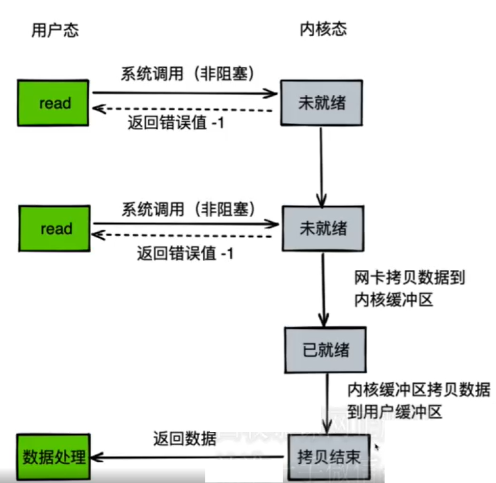 用户态
内核态
系统调用（非阻塞）
read
未就绪
返回错误值 -1
系统调用（非阻塞）
read
未就绪
返回错误值 -1
网卡拷贝数据到
内核缓冲区
已就绪
内核缓冲区拷贝数据
到用户缓冲区
返回数据
数据处理
拷贝结束